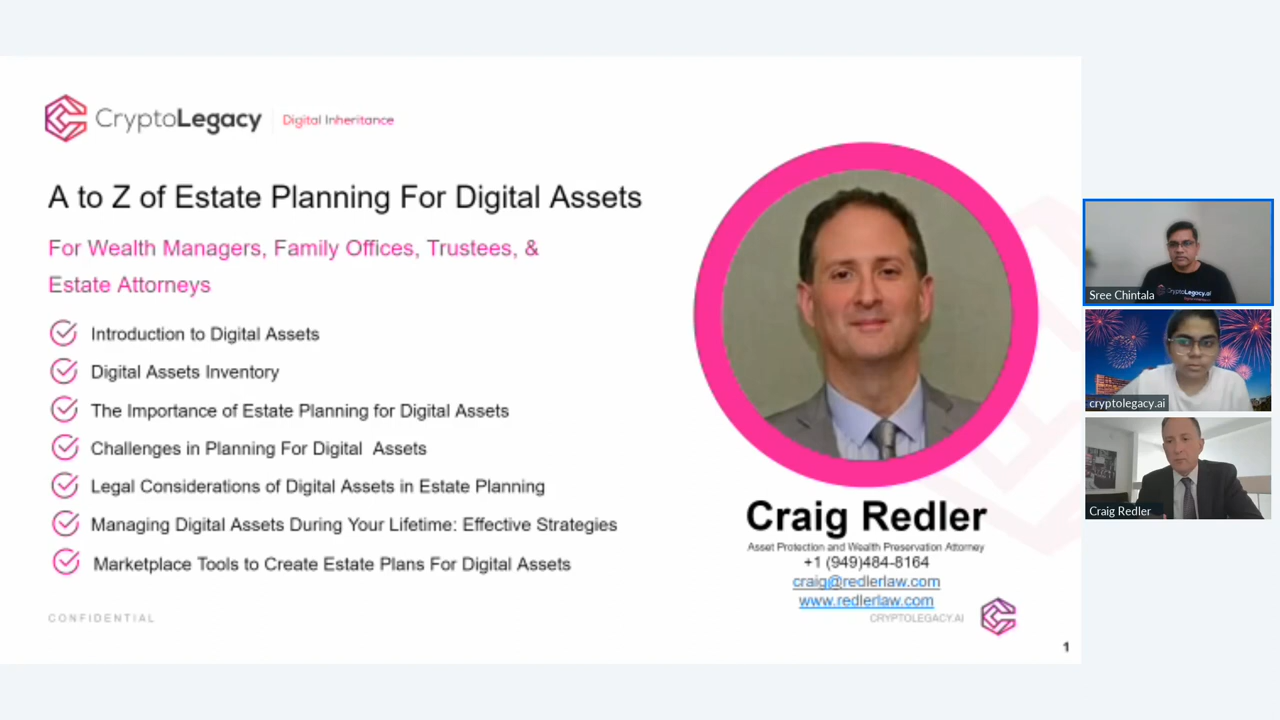 CryptoLegacy
Digital Inheritance
A to Z of Estate Planning For Digital Assets
For Wealth Managers, Family Offices, Trustees, &
Estate Attorneys
Introduction to Digital Assets
Digital Assets Inventory
The Importance of Estate Planning for Digital Assets
Challenges in Planning For Digital Assets
Legal Considerations of Digital Assets in Estate Planning
Managing Digital Assets During Your Lifetime: Effective Strategies
Marketplace Tools to Create Estate Plans For Digital Assets
CONFIDENTIAL
Craig Redler
Asset Protection and Wealth Preservation Attorney
+1 (949)484-8164
craig@redlerlaw.com
www.redlerlaw.com
CRYPTOLEGACY.AI
1
CryptoLegacy.ai
Sree Chintala
cryptolegacy.ai
Craig Redler